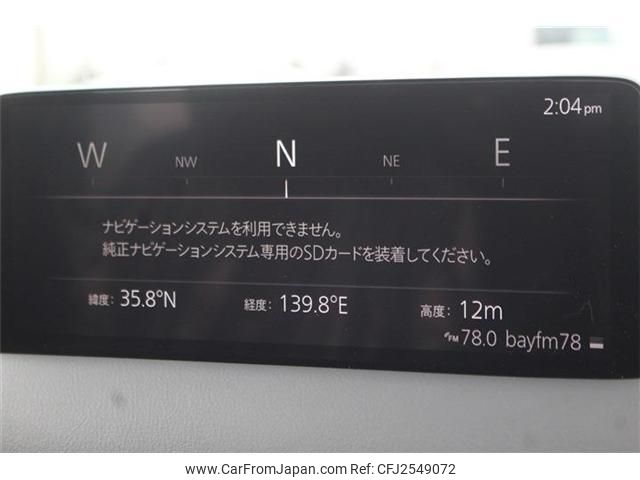 2:04pm
W NW N NE E
ナビゲーションシステムを利用できません。
純正ナビゲーションシステム専用のSDカードを装着してください。
緯度: 35.8°N 経度: 139.8°E 高度: 12m
FM 78.0 bayfm78
www.CarFromJapan.com - CFJ2549072